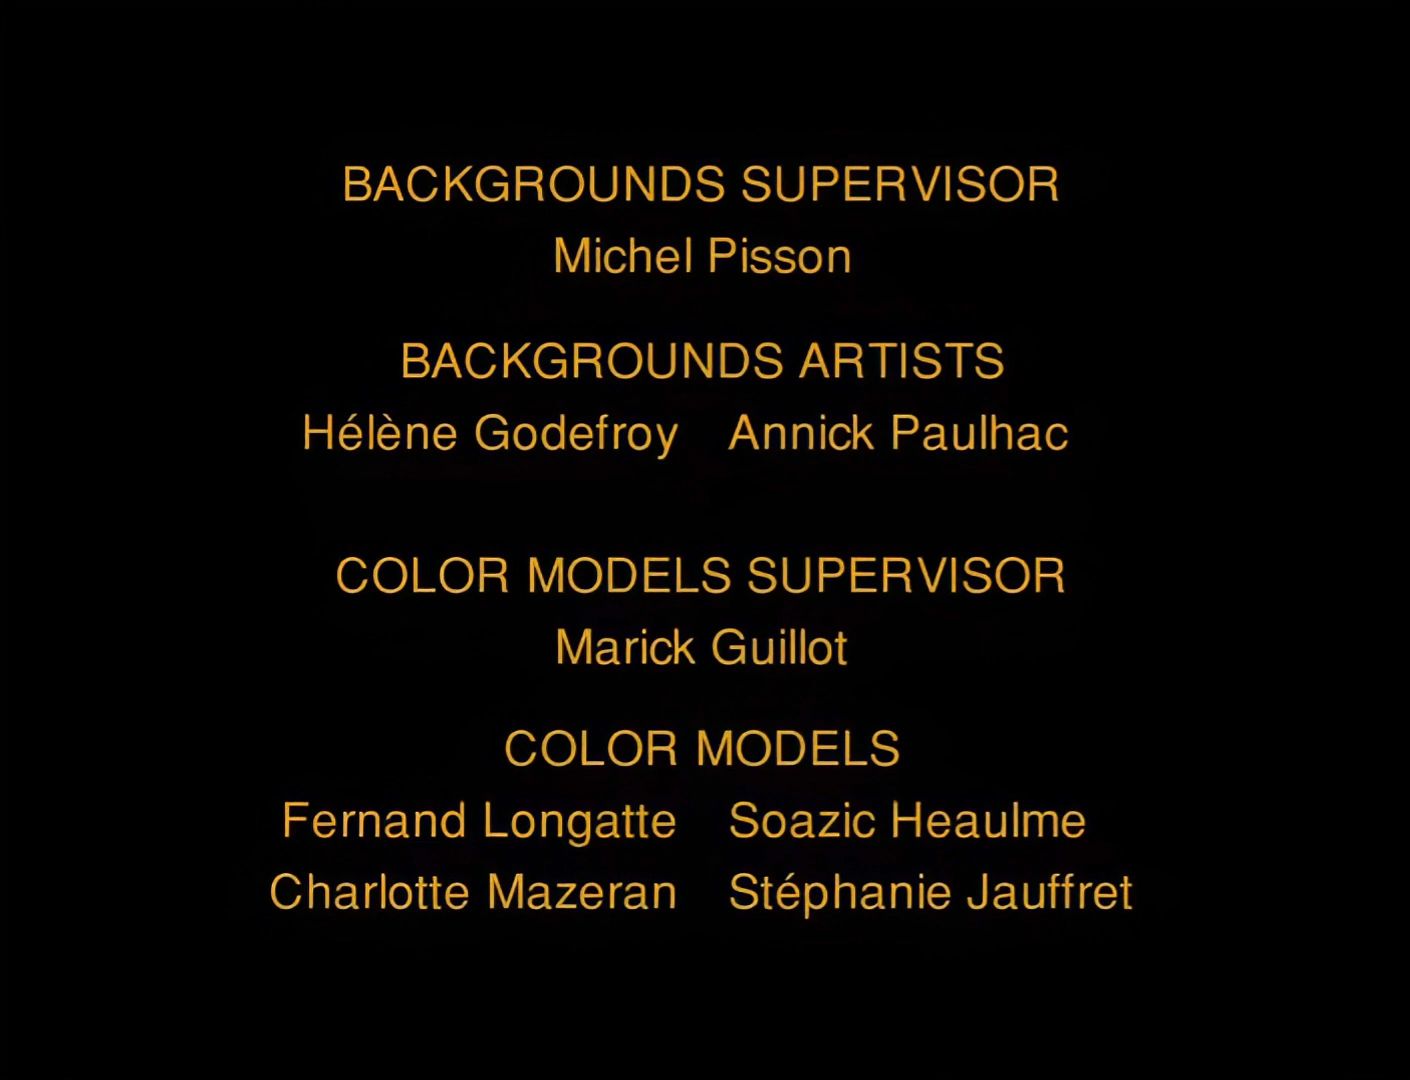 BACKGROUNDS SUPERVISOR
Michel Pisson
BACKGROUNDS ARTISTS
Hélène Godefroy Annick Paulhac
COLOR MODELS SUPERVISOR
Marick Guillot
COLOR MODELS
Fernand Longatte Soazic Heaulme
Charlotte Mazeran Stéphanie Jauffret